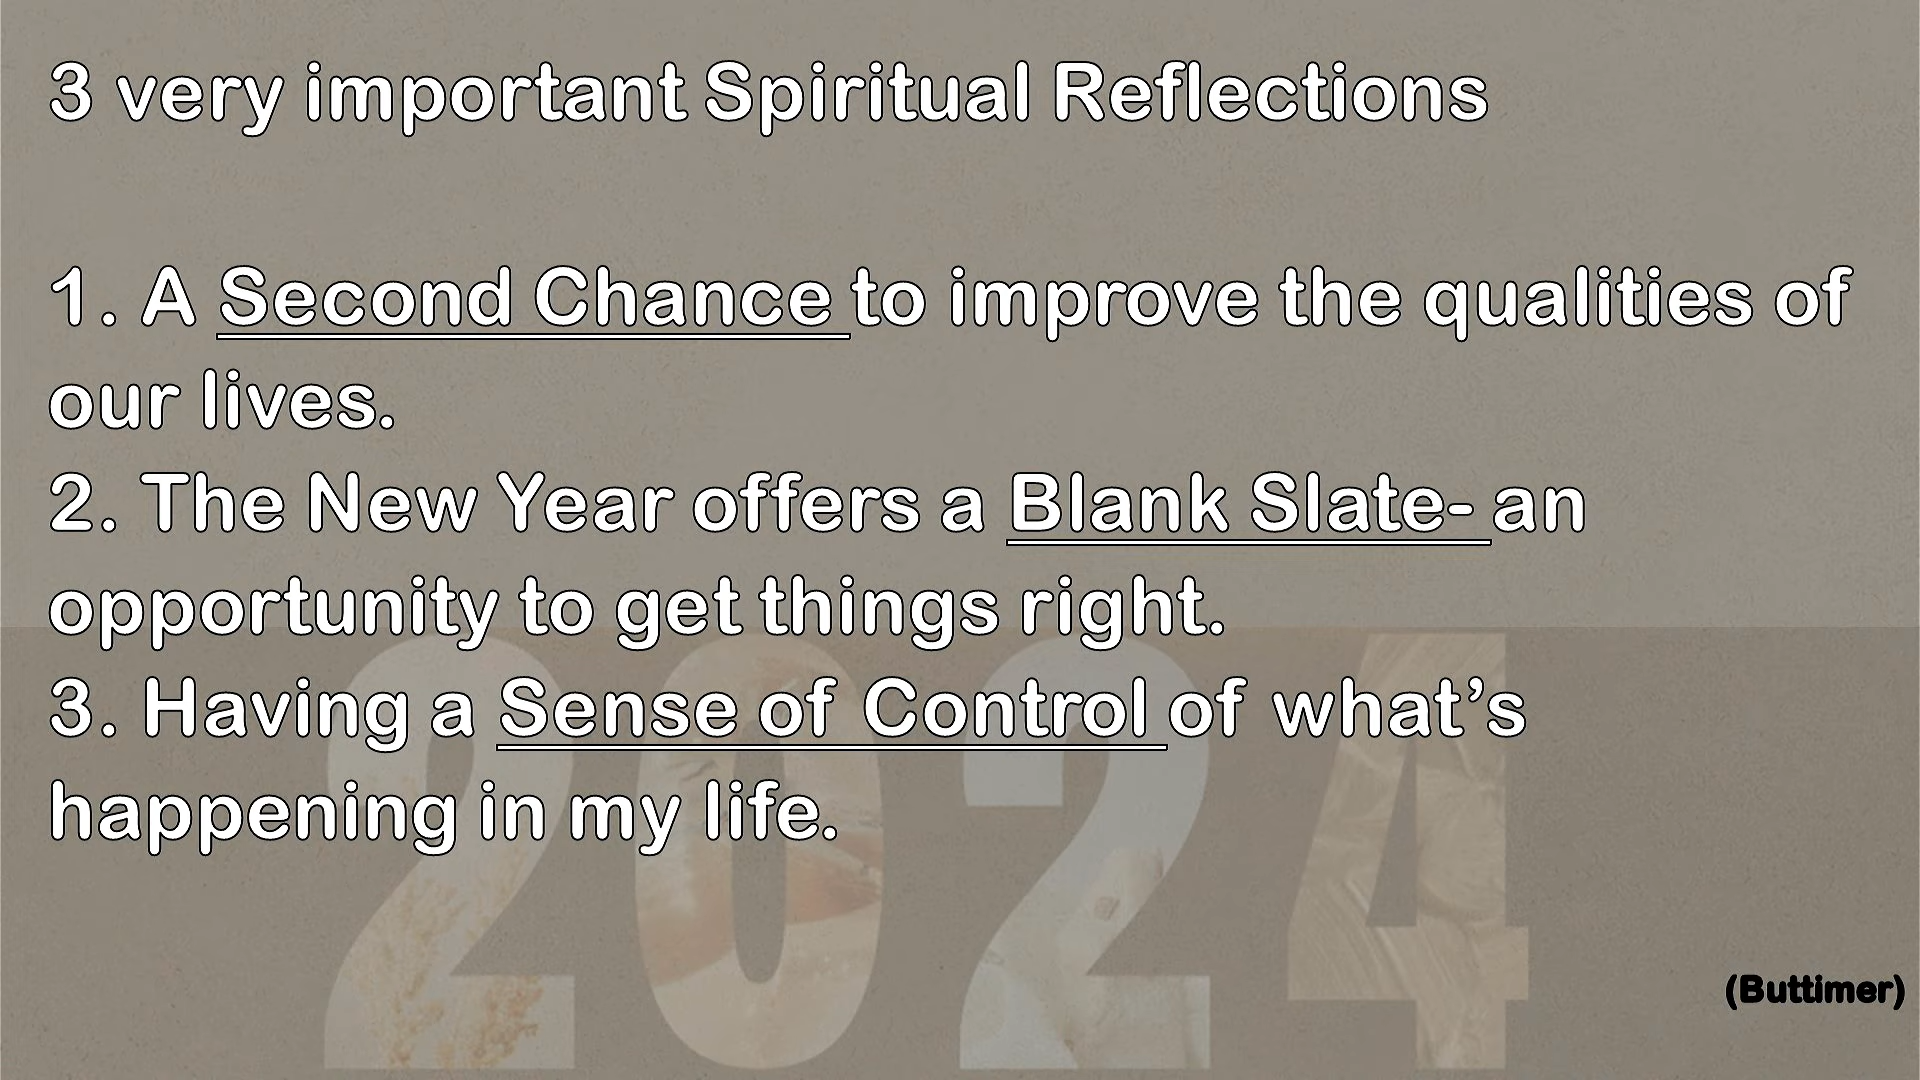 3 very important Spiritual Reflections
1. A Second Chance to improve the qualities of
our lives.
2. The New Year offers a Blank Slate- an
opportunity to get things right.
3. Having a Sense of Control of what’s
happening in my life.
2024
(Buttimer)